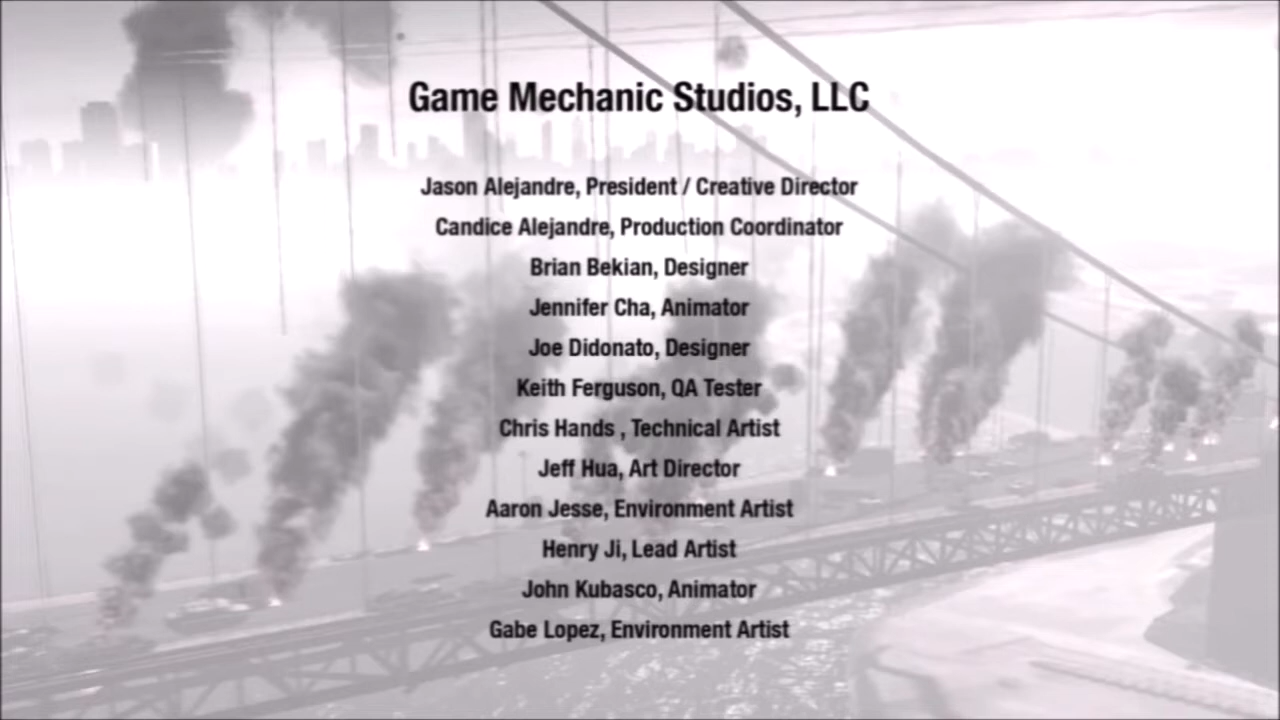 Game Mechanic Studios, LLC
Jason Alejandre, President / Creative Director
Candice Alejandre, Production Coordinator
Brian Bekian, Designer
Jennifer Cha, Animator
Joe Didonato, Designer
Keith Ferguson, QA Tester
Chris Hands , Technical Artist
Jeff Hua, Art Director
Aaron Jesse, Environment Artist
Henry Ji, Lead Artist
John Kubasco, Animator
Gabe Lopez, Environment Artist